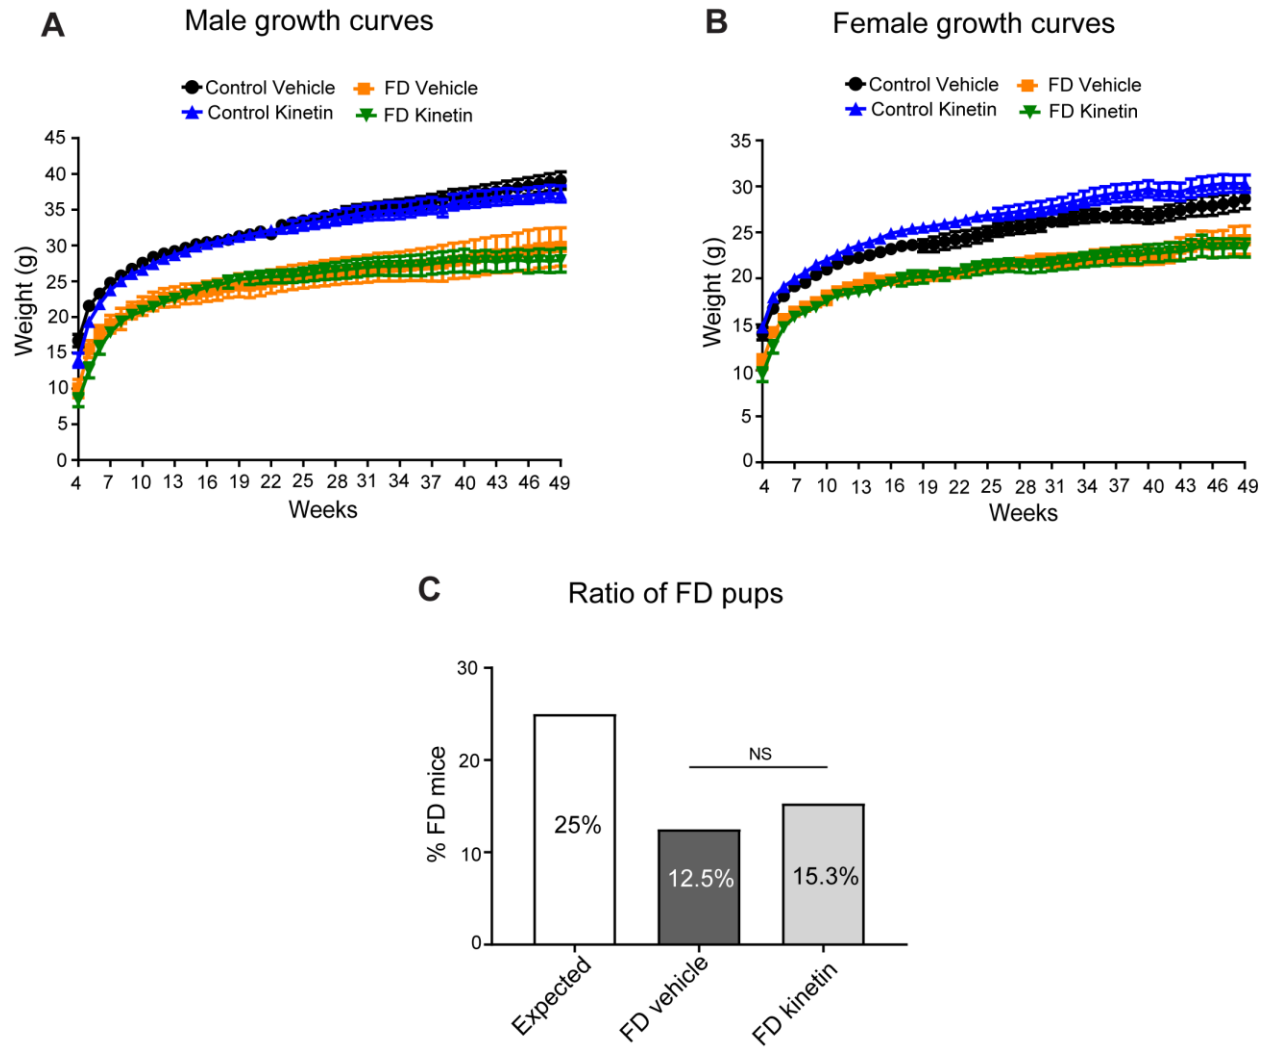 A
Male growth curves
Control Vehicle FD Vehicle
Control Kinetin FD Kinetin
45
40
35
30
25
20
15
10
5
0
Weight (g)
4 7 10 13 16 19 22 25 28 31 34 37 40 43 46 49
Weeks
B
Female growth curves
Control Vehicle FD Vehicle
Control Kinetin FD Kinetin
35
30
25
20
15
10
5
0
Weight (g)
4 7 10 13 16 19 22 25 28 31 34 37 40 43 46 49
Weeks
C
Ratio of FD pups
30
20
10
0
% FD mice
NS
25%
12.5%
15.3%
Expected
FD vehicle
FD kinetin